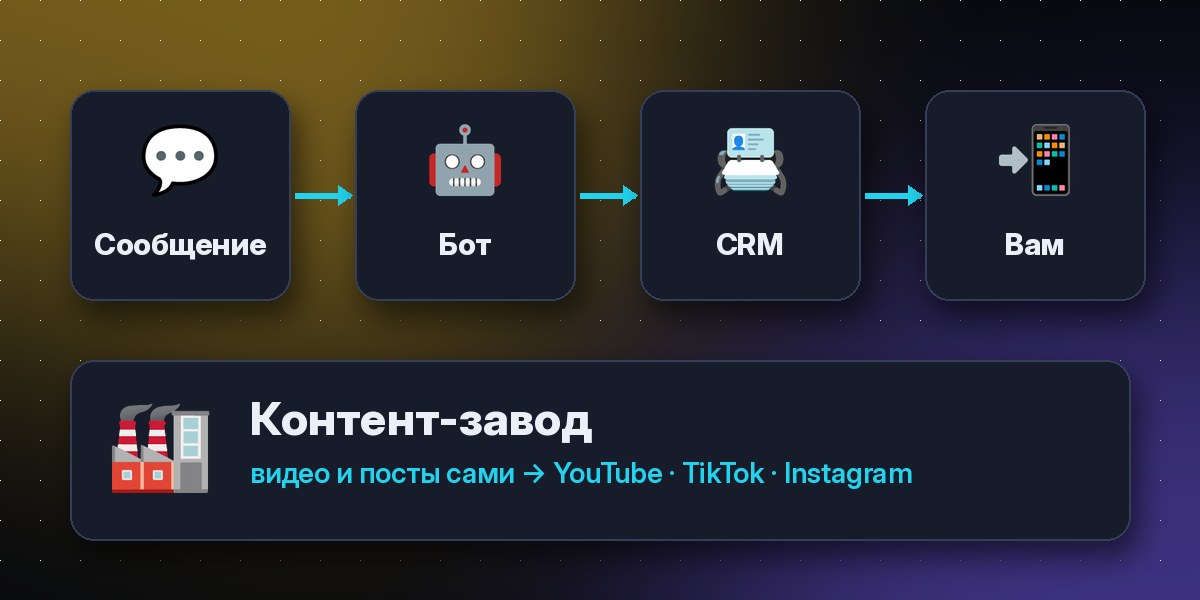 Сообщение
Бот
CRM
Вам
Контент-завод
видео и посты сами → YouTube · TikTok · Instagram